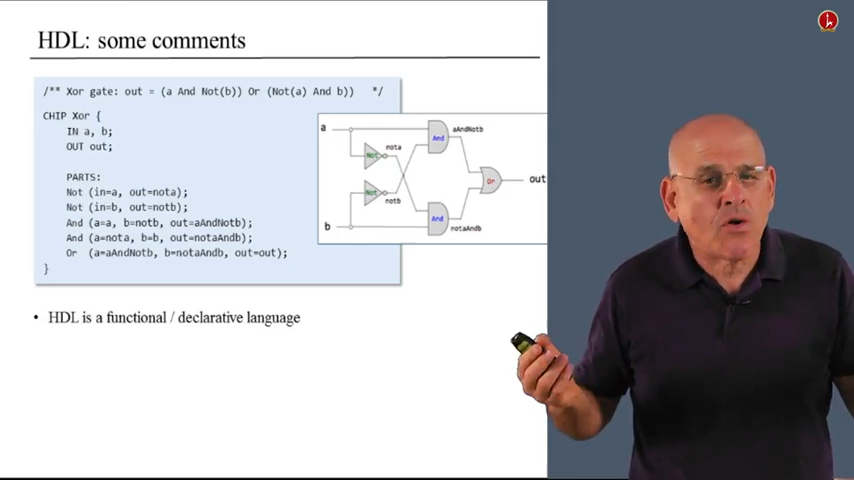 HDL: some comments
/** Xor gate: out = (a And Not(b)) Or (Not(a) And b))   */
CHIP Xor {
IN a, b;
OUT out;
PARTS:
Not (in=a, out=nota);
Not (in=b, out=notb);
And (a=a, b=notb, out=aAndNotb);
And (a=nota, b=b, out=notaAndb);
Or  (a=aAndNotb, b=notaAndb, out=out);
}
a
And
aAndNotb
Not
nota
Or
out
Not
notb
And
b
notaAndb
• HDL is a functional / declarative language